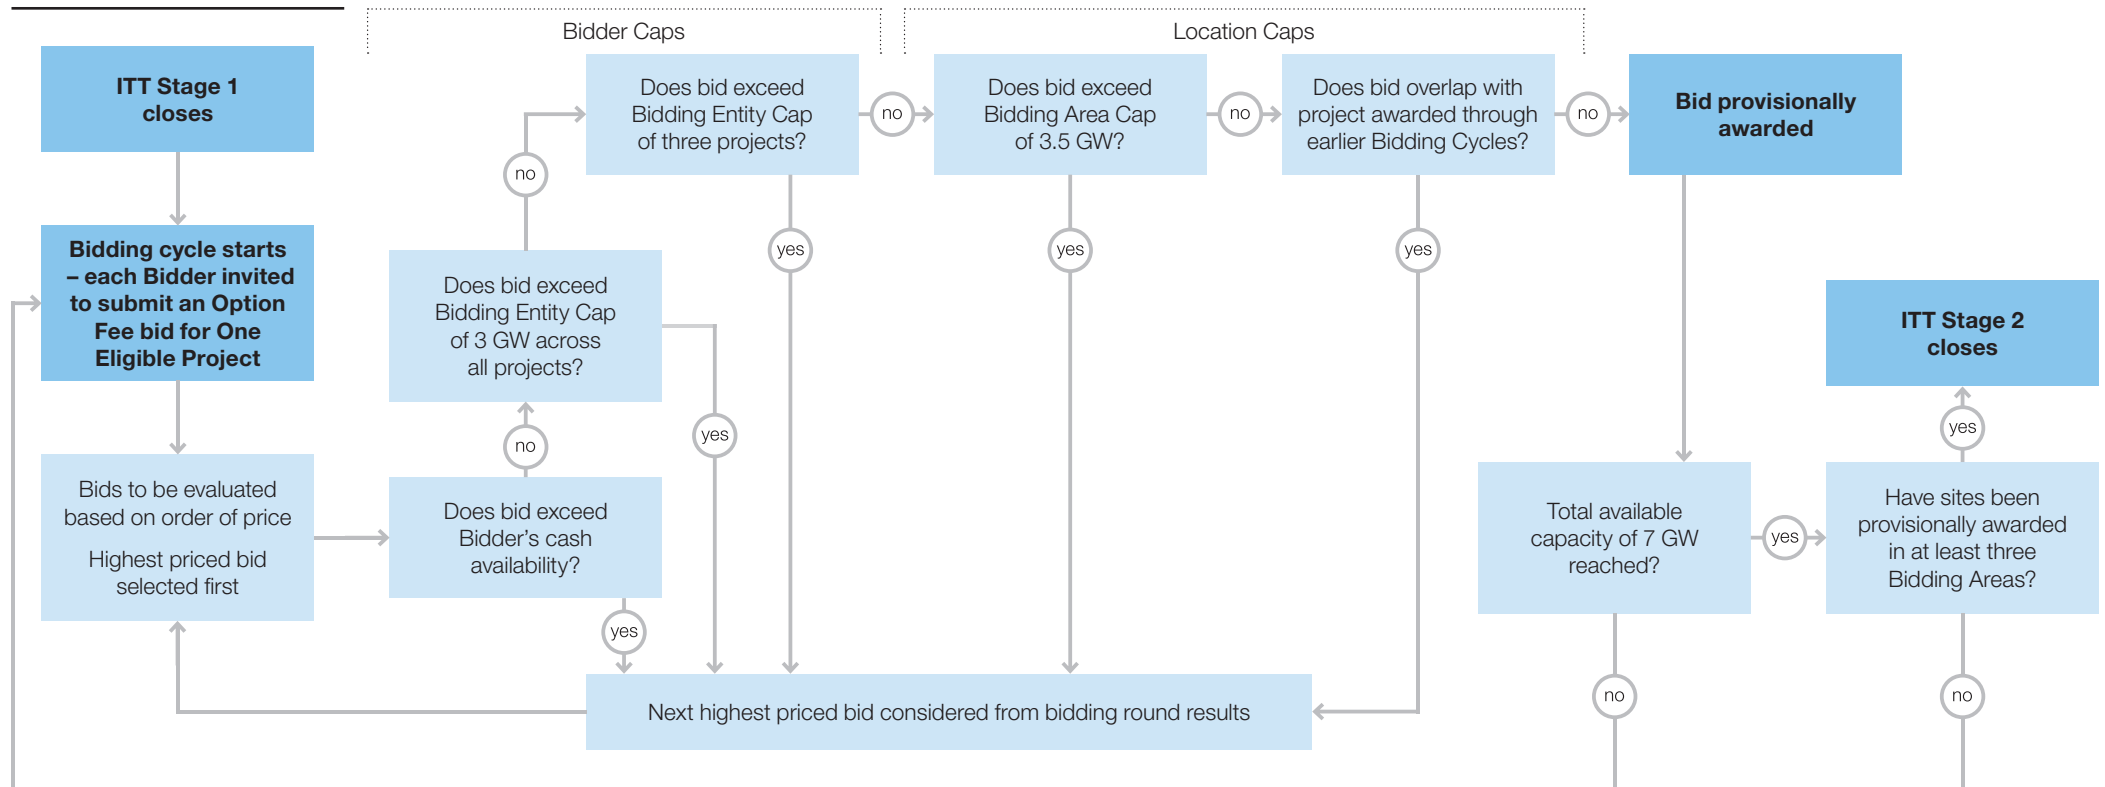 Bidder Caps
Location Caps
ITT Stage 1
closes
Bidding cycle starts
– each Bidder invited
to submit an Option
Fee bid for One
Eligible Project
Bids to be evaluated
based on order of price
Highest priced bid
selected first
Does bid exceed
Bidder’s cash
availability?
no
yes
Does bid exceed
Bidding Entity Cap
of 3 GW across
all projects?
no
yes
Does bid exceed
Bidding Entity Cap
of three projects?
no
yes
Does bid exceed
Bidding Area Cap
of 3.5 GW?
no
yes
Does bid overlap with
project awarded through
earlier Bidding Cycles?
no
yes
Next highest priced bid considered from bidding round results
Bid provisionally
awarded
Total available
capacity of 7 GW
reached?
yes
no
Have sites been
provisionally awarded
in at least three
Bidding Areas?
yes
no
ITT Stage 2
closes